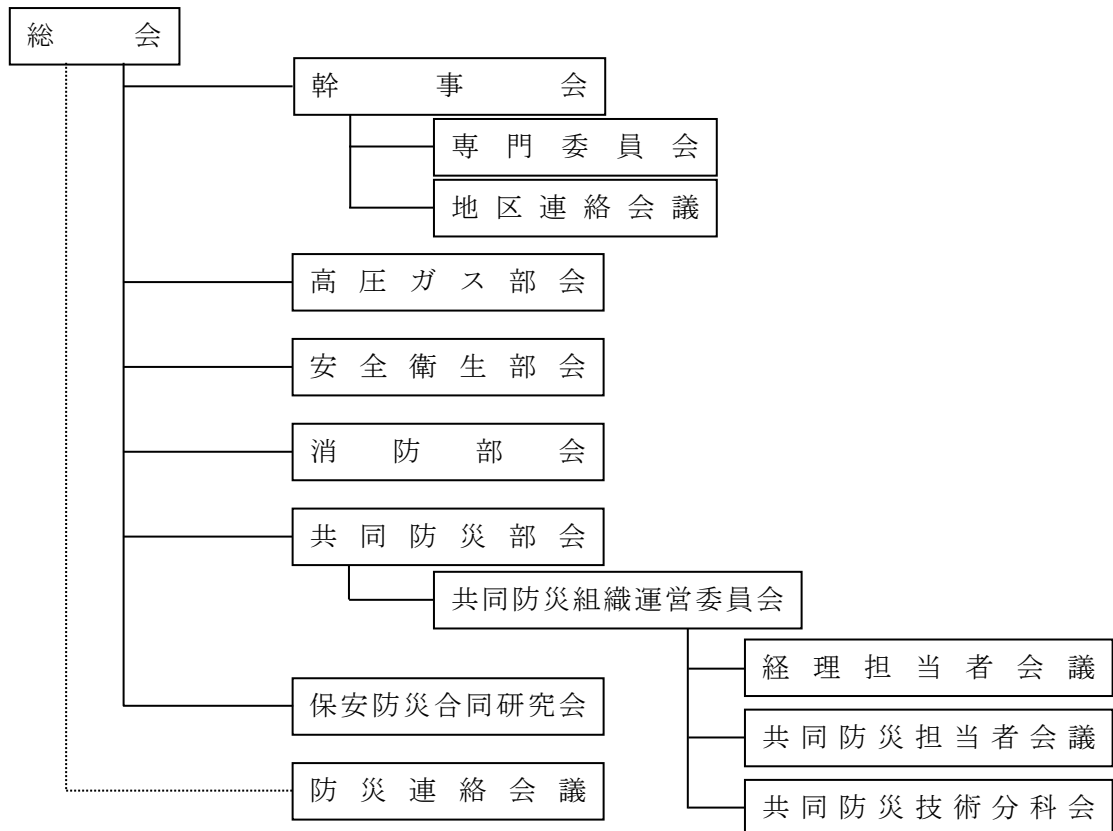 総会
幹事会
専門委員会
地区連絡会議
高圧ガス部会
安全衛生部会
消防部会
共同防災部会
共同防災組織運営委員会
経理担当者会議
保安防災合同研究会
共同防災担当者会議
防災連絡会議
共同防災技術分科会